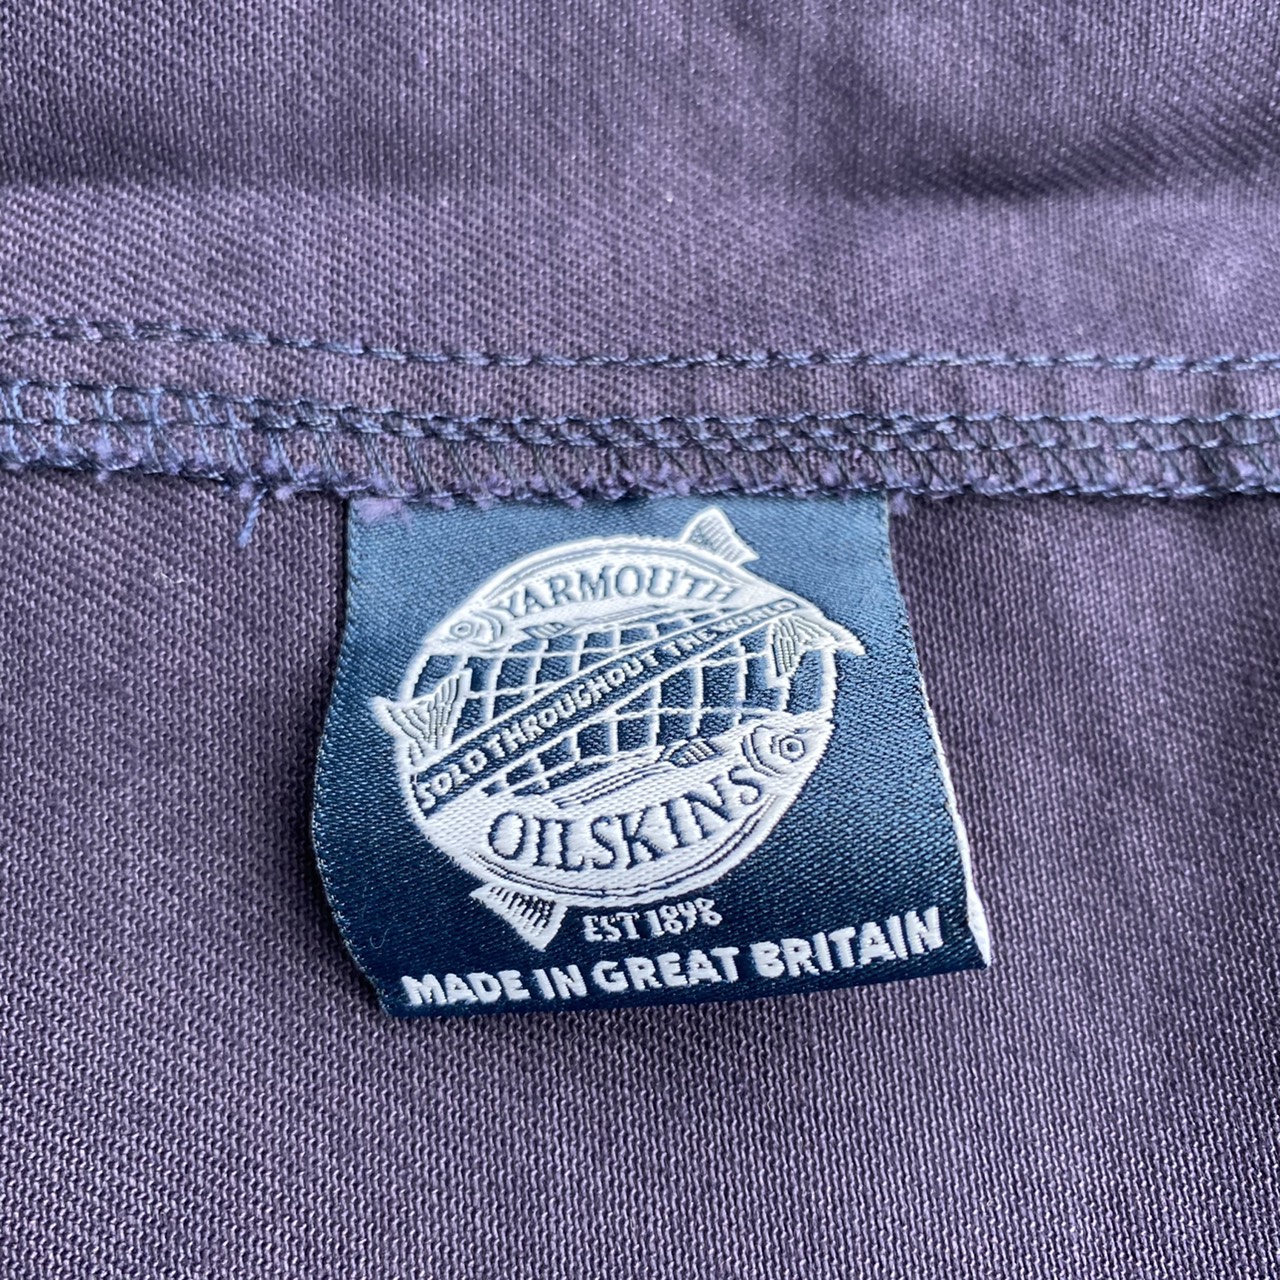 YARMOUTH
SOLD THROUGHOUT THE WORLD
OILSKINS
EST 1898
MADE IN GREAT BRITAIN